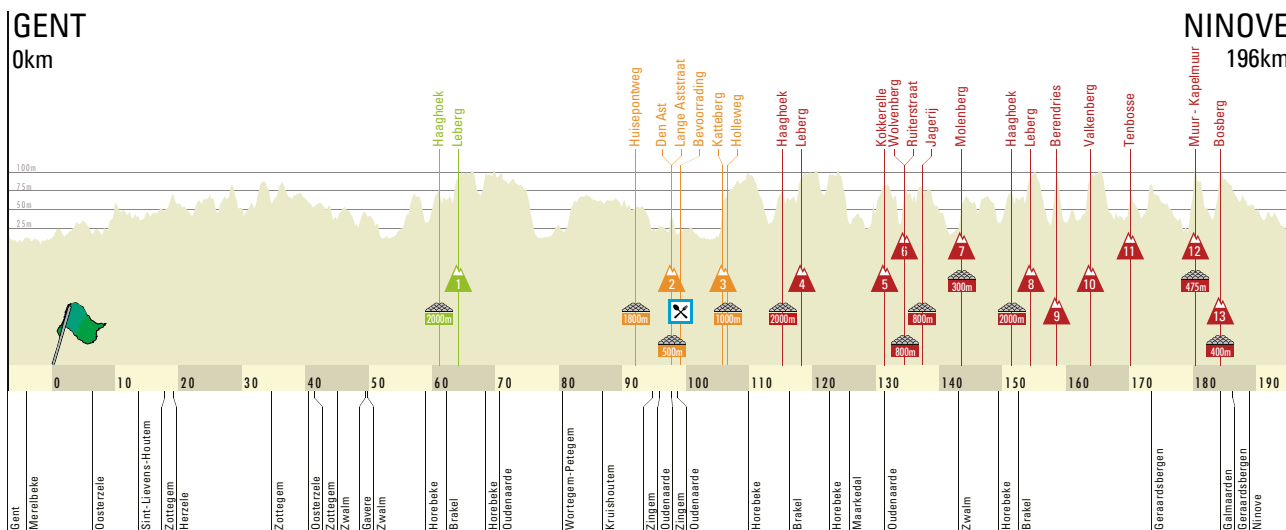 GENT
0km
NINOVE
196km
Haaghoek
Leberg
Huisepontweg
Den Ast
Lange Aststraat
Bevoorrading
Katteberg
Holleweg
Haaghoek
Leberg
Kokkerelle
Wolvenberg
Ruiterstraat
Jagerij
Molenberg
Haaghoek
Leberg
Berendries
Valkenberg
Tenbosse
Muur - Kapelmuur
Bosberg
100m
75m
50m
25m
6 7 11 12
1 2 3 4 5 8 10
300m 475m
9 13
2000m 1800m 1000m 2000m 800m 2000m
500m 800m 400m
0 10 20 30 40 50 60 70 80 90 100 110 120 130 140 150 160 170 180 190
Gent
Merelbeke
Oosterzele
Sint-Lievens-Houtem
Zottegem
Herzele
Zottegem
Oosterzele
Zottegem
Zwalm
Gavere
Zwalm
Horebeke
Brakel
Horebeke
Oudenaarde
Wortegem-Petegem
Kruishoutem
Zingem
Oudenaarde
Zingem
Oudenaarde
Horebeke
Brakel
Horebeke
Maarkedal
Oudenaarde
Zwalm
Horebeke
Brakel
Geraardsbergen
Galmaarden
Geraardsbergen
Ninove